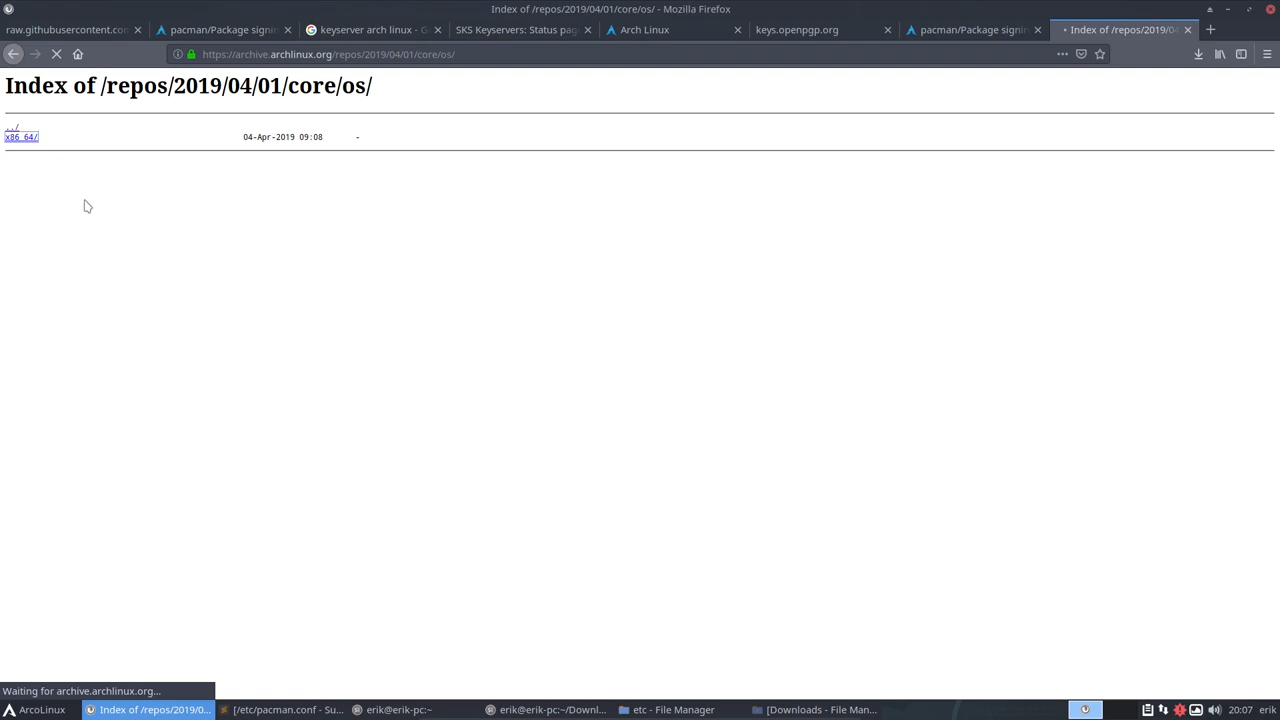 Index of /repos/2019/04/01/core/os/ - Mozilla Firefox
raw.githubusercontent.com
pacman/Package signin
keyserver arch linux - G
SKS Keyservers: Status pag
Arch Linux
keys.openpgp.org
pacman/Package signin
Index of /repos/2019/04
https://archive.archlinux.org/repos/2019/04/01/core/os/
Index of /repos/2019/04/01/core/os/
../
x86_64/ 04-Apr-2019 09:08 -
Waiting for archive.archlinux.org...
ArcoLinux
Index of /repos/2019/0...
[/etc/pacman.conf - Su...
erik@erik-pc:~
erik@erik-pc:~/Downl...
etc - File Manager
[Downloads - File Man...
20:07 erik